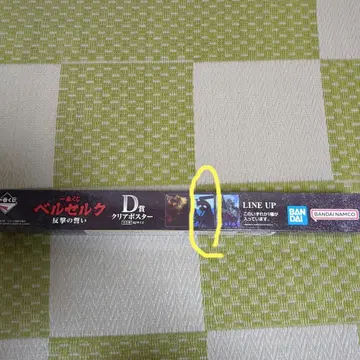 一番くじ
ベルセルク
反撃の誓い
D賞
クリアポスター
LINE UP
このいずれか1種が
入っています。
BAN
DAI
BANDAI NAMCO